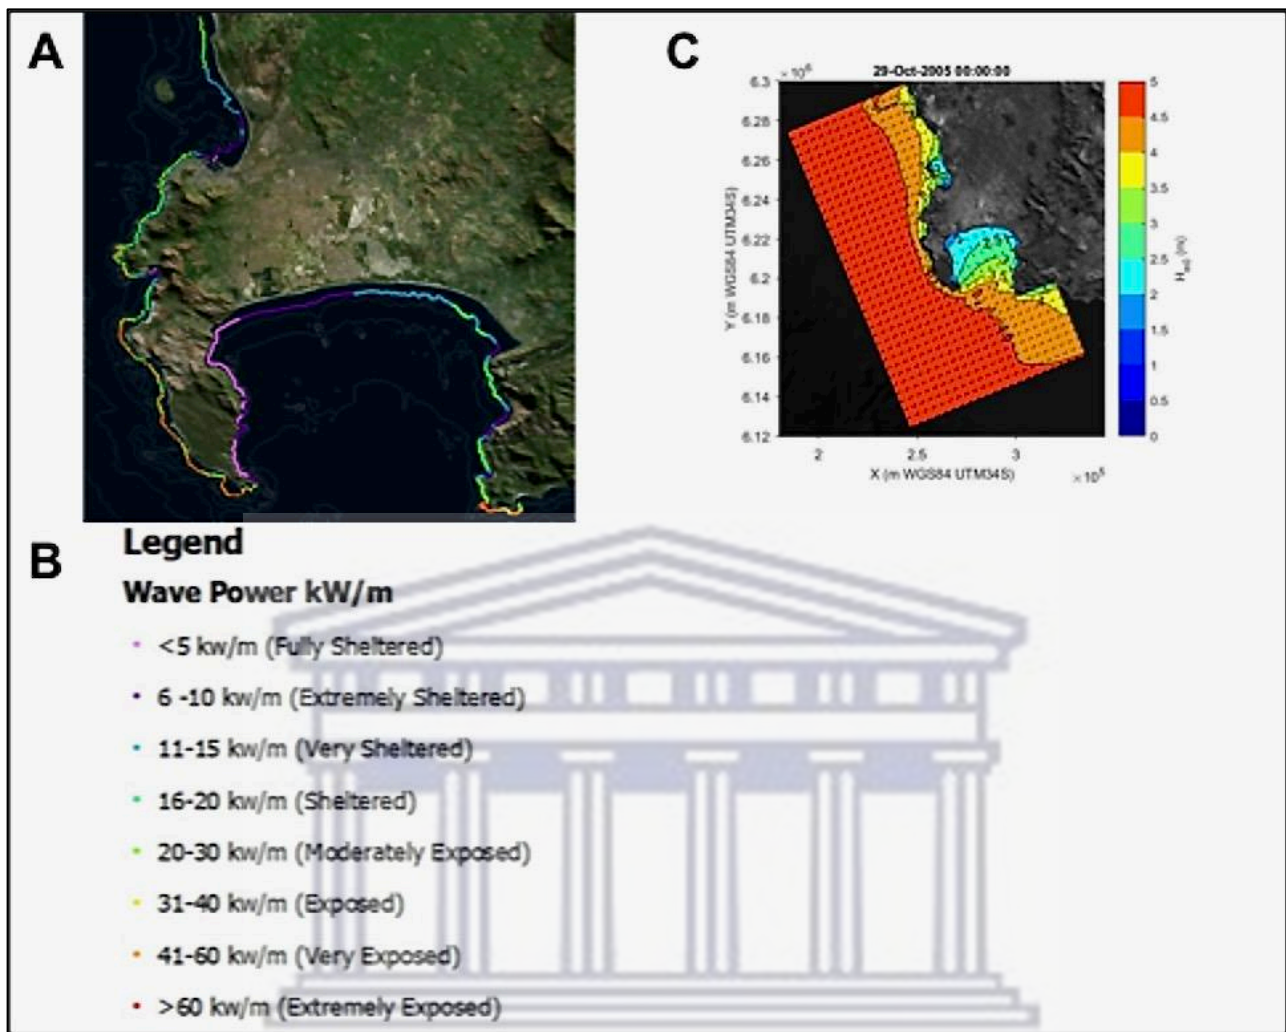 A
C
29-Oct-2005 00:00:00
6.3 × 10⁶
6.28
6.26
6.24
6.22
6.2
6.18
6.16
6.14
6.12
Y (m WGS84 UTM34S)
2
2.5
3
X (m WGS84 UTM34S)
× 10⁵
5
4.5
4
3.5
3
2.5
2
1.5
1
0.5
0
B
Legend
Wave Power kW/m
<5 kw/m (Fully Sheltered)
6 -10 kw/m (Extremely Sheltered)
11-15 kw/m (Very Sheltered)
16-20 kw/m (Sheltered)
20-30 kw/m (Moderately Exposed)
31-40 kw/m (Exposed)
41-60 kw/m (Very Exposed)
>60 kw/m (Extremely Exposed)